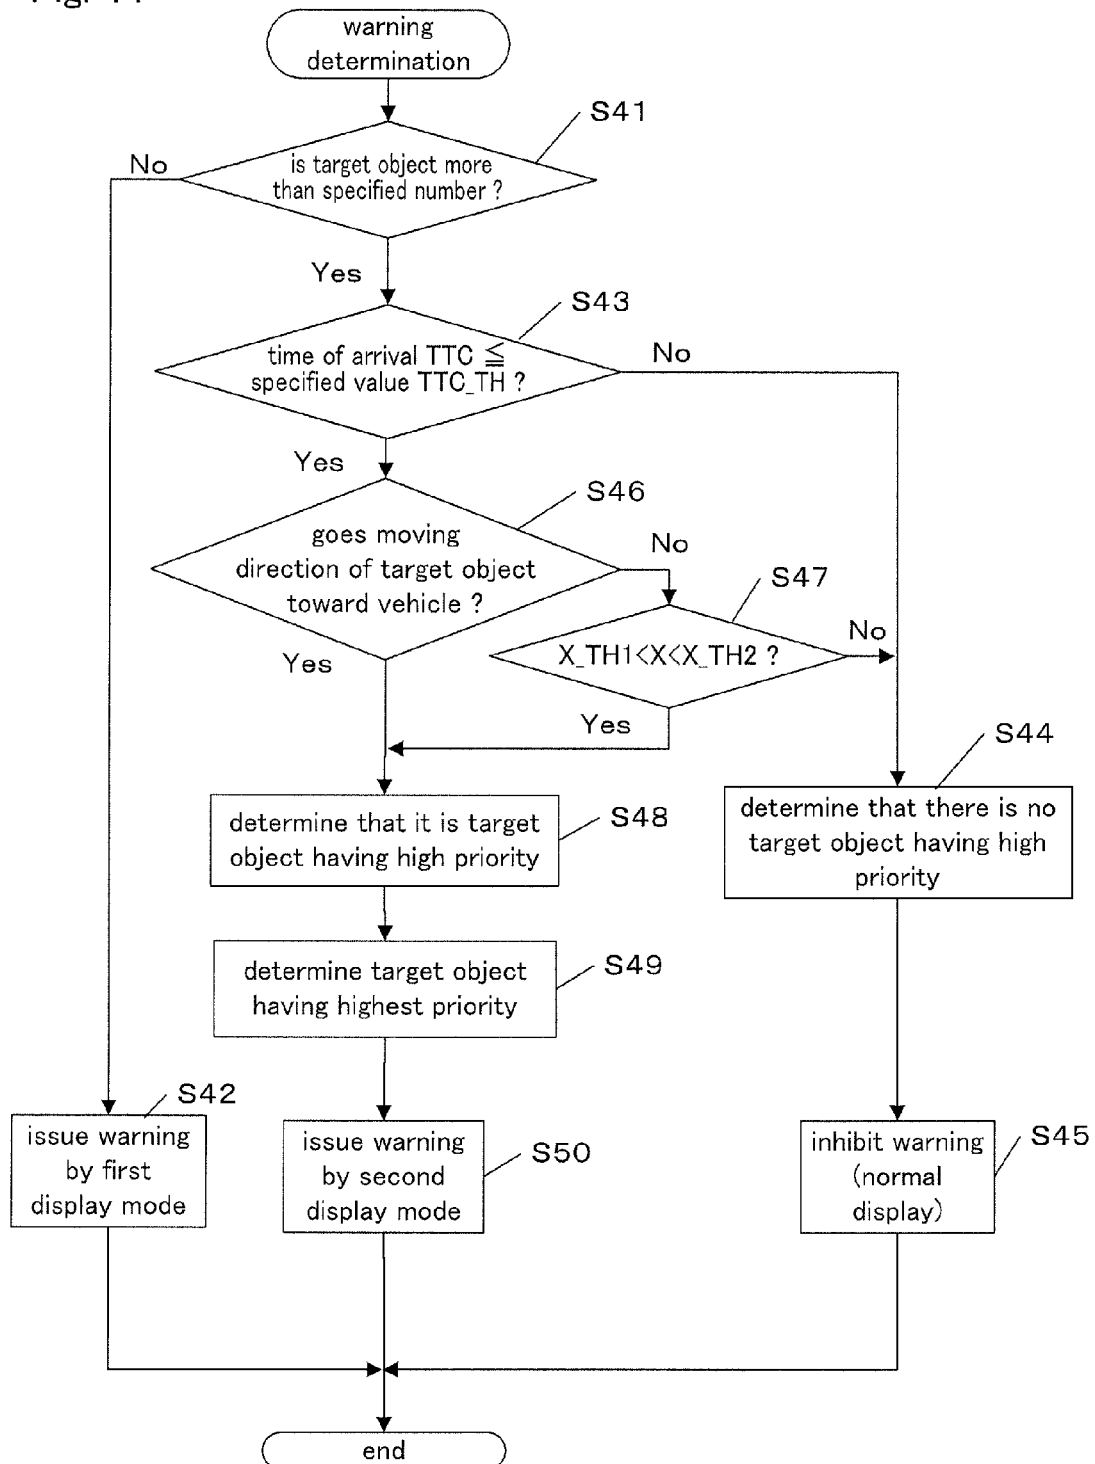 warning
determination
S41
No
is target object more
than specified number ?
Yes
S43
time of arrival TTC ≦
specified value TTC_TH ?
No
Yes
S46
goes moving
direction of target object
toward vehicle ?
No
S47
X_TH1<X<X_TH2 ?
No
Yes
Yes
S44
determine that it is target
object having high priority
S48
determine that there is no
target object having high
priority
determine target object
having highest priority
S49
S42
issue warning
by first
display mode
issue warning
by second
display mode
S50
inhibit warning
(normal
display)
S45
end